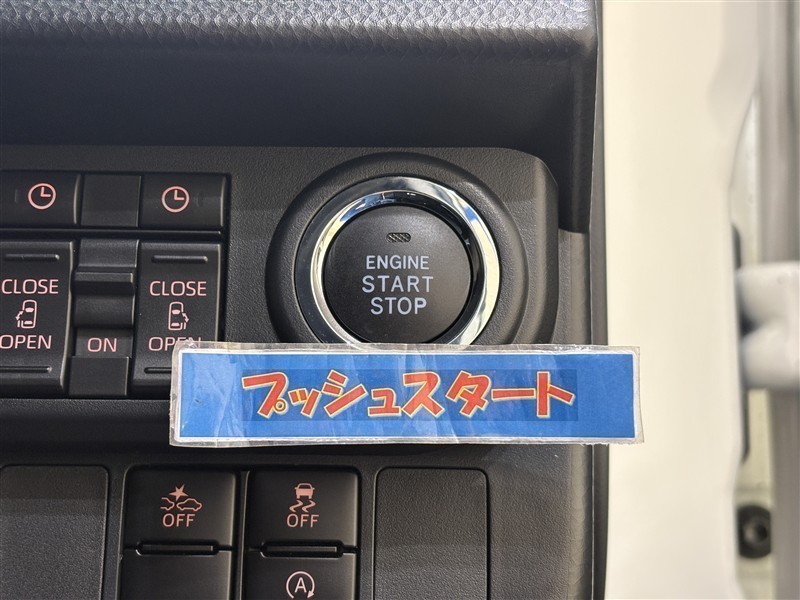 ENGINE
START
STOP
CLOSE
OPEN
ON
CLOSE
OPEN
プッシュスタート
OFF
OFF
A